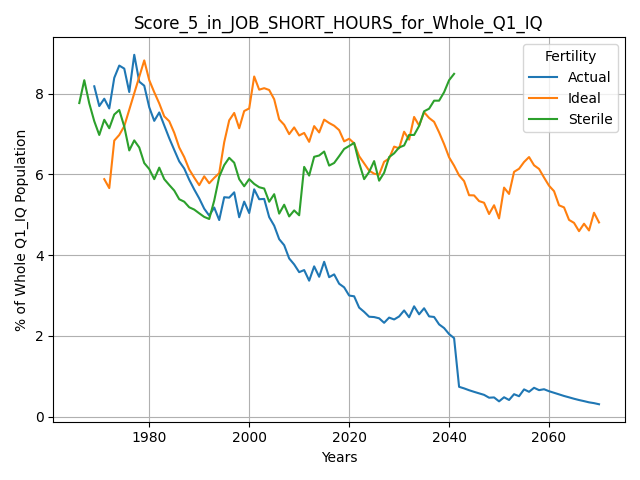 Score_5_in_JOB_SHORT_HOURS_for_Whole_Q1_IQ
Fertility
Actual
Ideal
Sterile
% of Whole Q1_IQ Population
8
6
4
2
0
1980 2000 2020 2040 2060
Years